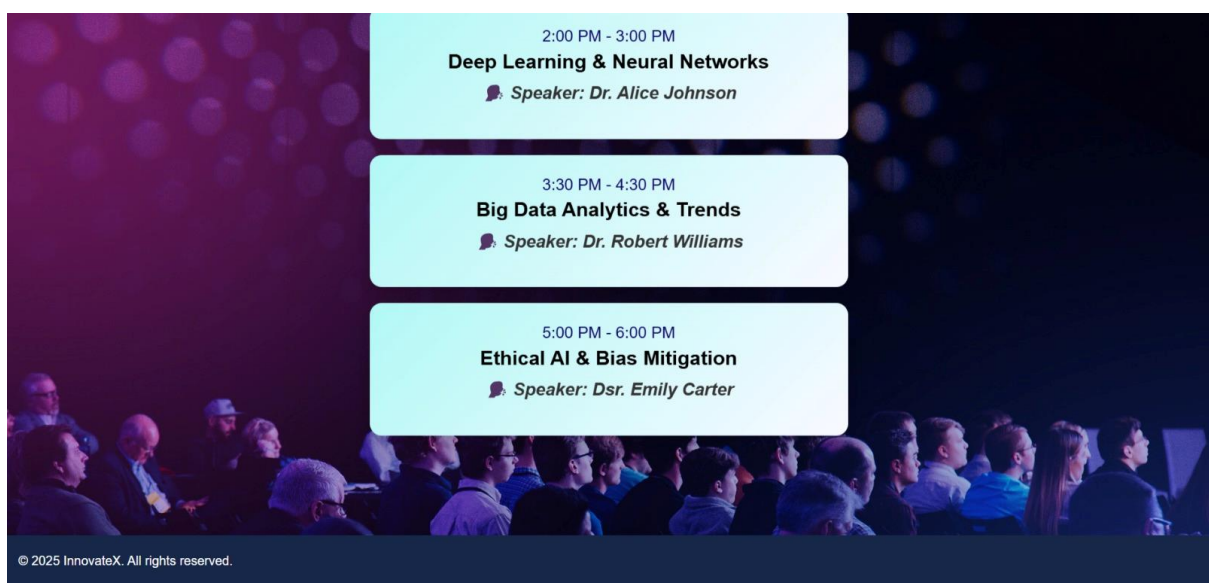 2:00 PM - 3:00 PM
Deep Learning & Neural Networks
Speaker: Dr. Alice Johnson
3:30 PM - 4:30 PM
Big Data Analytics & Trends
Speaker: Dr. Robert Williams
5:00 PM - 6:00 PM
Ethical AI & Bias Mitigation
Speaker: Dsr. Emily Carter
© 2025 InnovateX. All rights reserved.